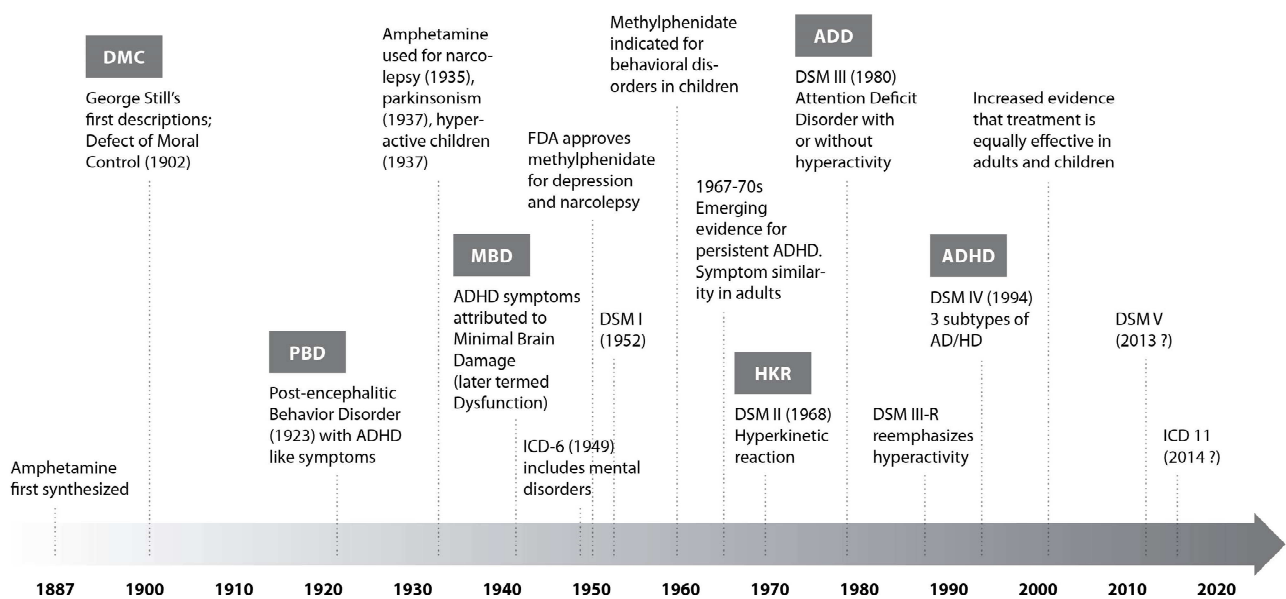 DMC
George Still's
first descriptions;
Defect of Moral
Control (1902)
Amphetamine
used for narco-
lepsy (1935),
parkinsonism
(1937), hyper-
active children
(1937)
Methylphenidate
indicated for
behavioral dis-
orders in children
ADD
DSM III (1980)
Attention Deficit
Disorder with
or without
hyperactivity
Increased evidence
that treatment is
equally effective in
adults and children
FDA approves
methylphenidate
for depression
and narcolepsy
1967-70s
Emerging
evidence for
persistent ADHD.
Symptom similar-
ity in adults
MBD
ADHD symptoms
attributed to
Minimal Brain
Damage
(later termed
Dysfunction)
DSM I
(1952)
ADHD
DSM IV (1994)
3 subtypes of
AD/HD
DSM V
(2013 ?)
PBD
Post-encephalitic
Behavior Disorder
(1923) with ADHD
like symptoms
HKR
DSM II (1968)
Hyperkinetic
reaction
DSM III-R
reemphasizes
hyperactivity
ICD-6 (1949)
includes mental
disorders
ICD 11
(2014 ?)
Amphetamine
first synthesized
1887 1900 1910 1920 1930 1940 1950 1960 1970 1980 1990 2000 2010 2020